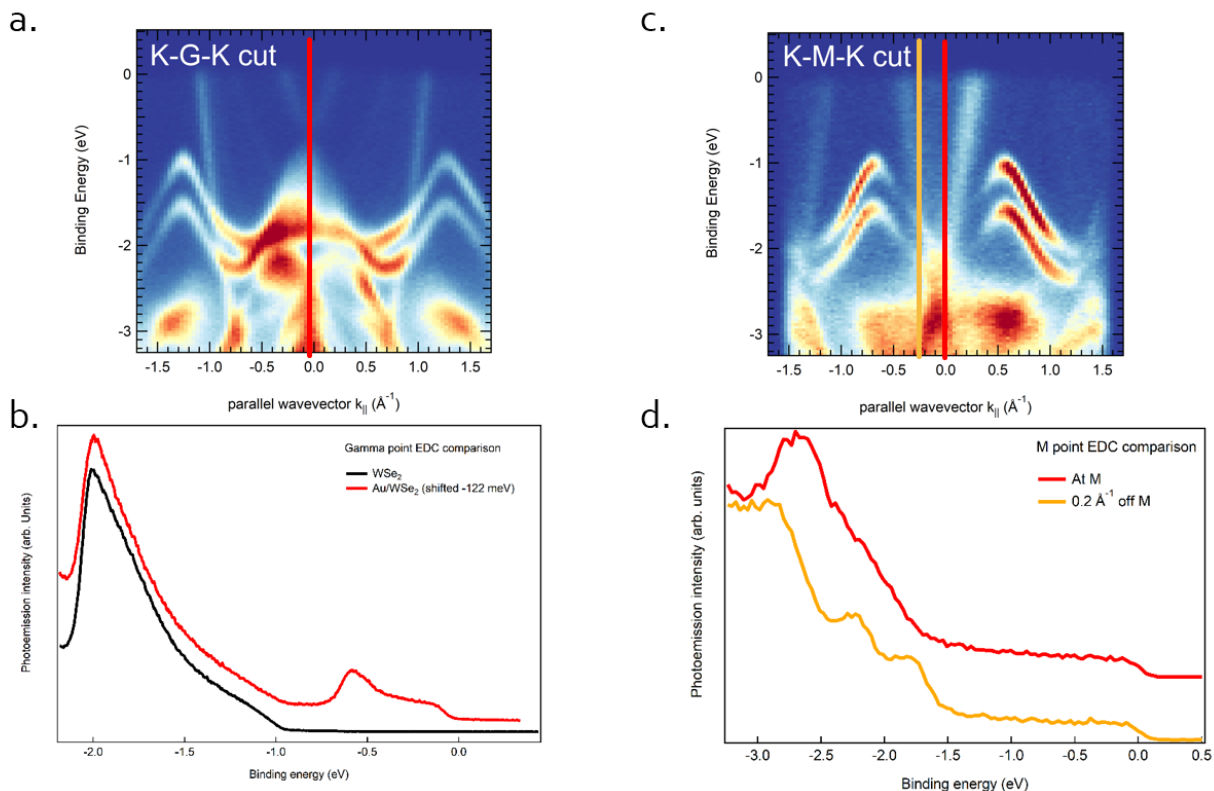 a.
K-G-K cut
Binding Energy (eV)
0
-1
-2
-3
-1.5
-1.0
-0.5
0.0
0.5
1.0
1.5
parallel wavevector k|| (Å-1)
c.
K-M-K cut
Binding Energy (eV)
0
-1
-2
-3
-1.5
-1.0
-0.5
0.0
0.5
1.0
1.5
parallel wavevector k|| (Å-1)
b.
Gamma point EDC comparison
WSe2
Au/WSe2 (shifted -122 meV)
Photoemission intensity (arb. Units)
-2.0
-1.5
-1.0
-0.5
0.0
Binding energy (eV)
d.
M point EDC comparison
At M
0.2 Å-1 off M
Photoemission intensity (arb. units)
-3.0
-2.5
-2.0
-1.5
-1.0
-0.5
0.0
0.5
Binding energy (eV)